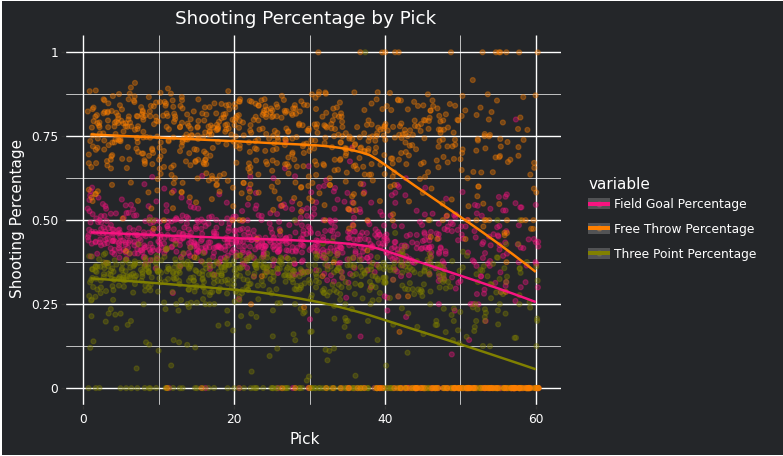 Shooting Percentage by Pick
1
0.75
0.50
0.25
0
Shooting Percentage
0 20 40 60
Pick
variable
Field Goal Percentage
Free Throw Percentage
Three Point Percentage